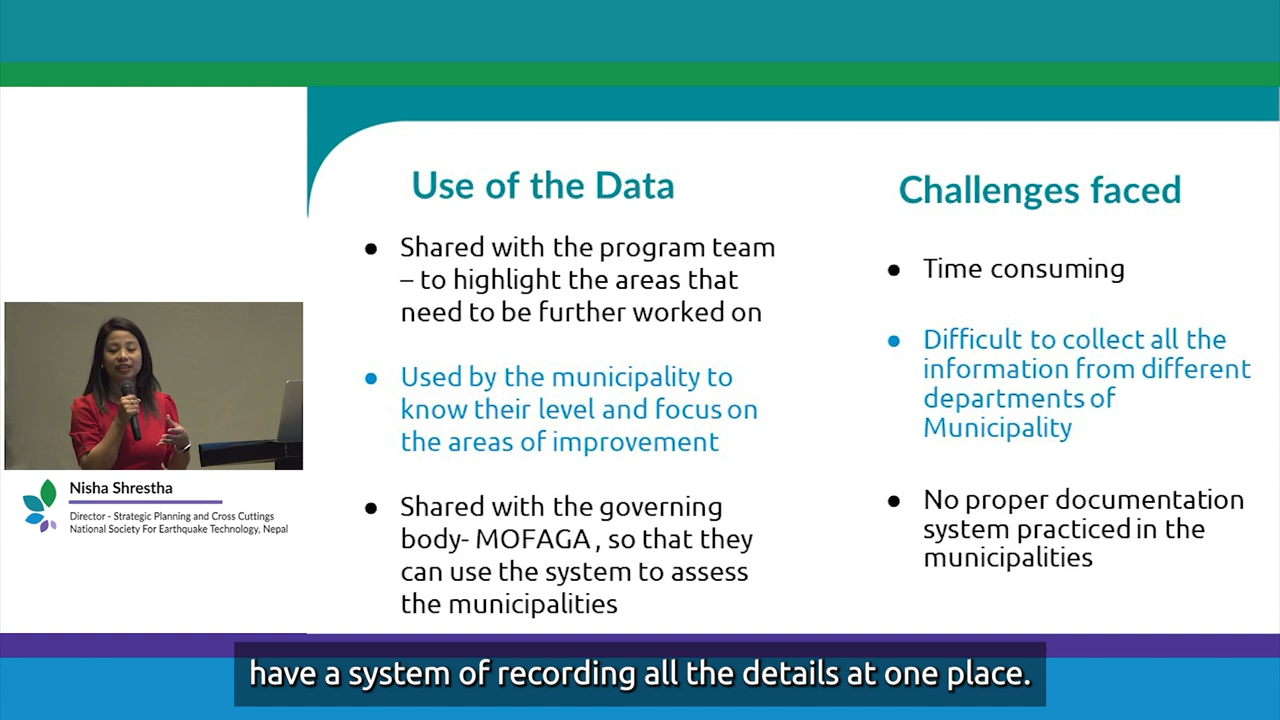 Use of the Data
● Shared with the program team
– to highlight the areas that
need to be further worked on
● Used by the municipality to
know their level and focus on
the areas of improvement
● Shared with the governing
body- MOFAGA , so that they
can use the system to assess
the municipalities
Challenges faced
● Time consuming
● Difficult to collect all the
information from different
departments of
Municipality
● No proper documentation
system practiced in the
municipalities
Nisha Shrestha
Director - Strategic Planning and Cross Cuttings
National Society For Earthquake Technology, Nepal
have a system of recording all the details at one place.